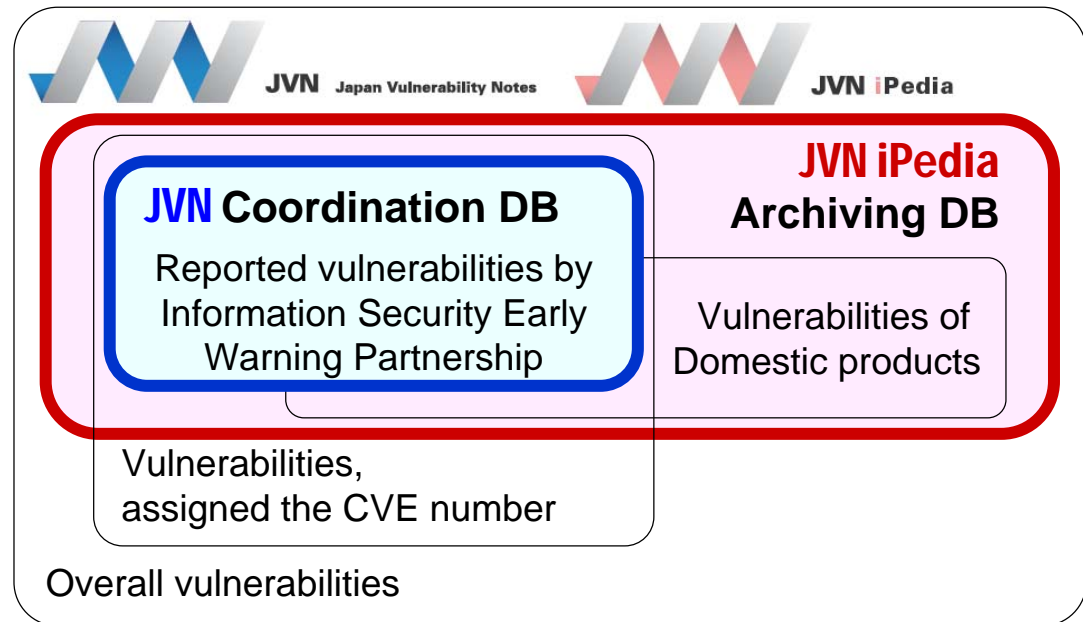 JVN Japan Vulnerability Notes
JVN iPedia
JVN iPedia
Archiving DB
JVN Coordination DB
Reported vulnerabilities by
Information Security Early
Warning Partnership
Vulnerabilities of
Domestic products
Vulnerabilities,
assigned the CVE number
Overall vulnerabilities